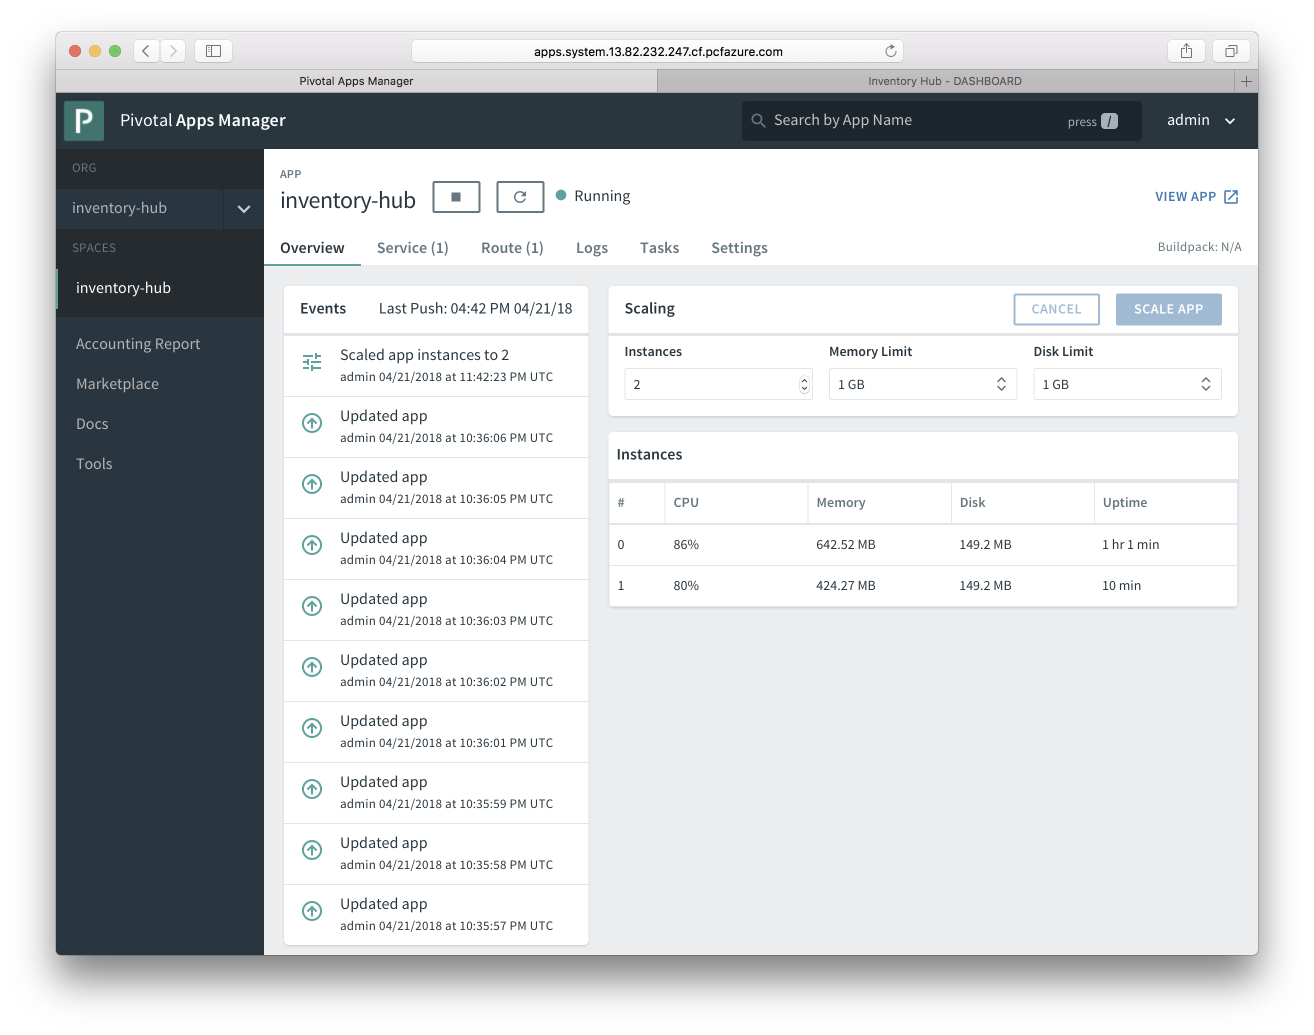 apps.system.13.82.232.247.cf.pcfazure.com
Pivotal Apps Manager
Inventory Hub - DASHBOARD
P
Pivotal Apps Manager
Search by App Name
press /
admin
ORG
inventory-hub
SPACES
inventory-hub
Accounting Report
Marketplace
Docs
Tools
APP
inventory-hub
Running
VIEW APP
Overview
Service (1)
Route (1)
Logs
Tasks
Settings
Buildpack: N/A
Events
Last Push: 04:42 PM 04/21/18
Scaled app instances to 2
admin 04/21/2018 at 11:42:23 PM UTC
Updated app
admin 04/21/2018 at 10:36:06 PM UTC
Updated app
admin 04/21/2018 at 10:36:05 PM UTC
Updated app
admin 04/21/2018 at 10:36:04 PM UTC
Updated app
admin 04/21/2018 at 10:36:03 PM UTC
Updated app
admin 04/21/2018 at 10:36:02 PM UTC
Updated app
admin 04/21/2018 at 10:36:01 PM UTC
Updated app
admin 04/21/2018 at 10:35:59 PM UTC
Updated app
admin 04/21/2018 at 10:35:58 PM UTC
Updated app
admin 04/21/2018 at 10:35:57 PM UTC
Scaling
CANCEL
SCALE APP
Instances
Memory Limit
Disk Limit
2
1 GB
1 GB
Instances
# CPU Memory Disk Uptime
0 86% 642.52 MB 149.2 MB 1 hr 1 min
1 80% 424.27 MB 149.2 MB 10 min